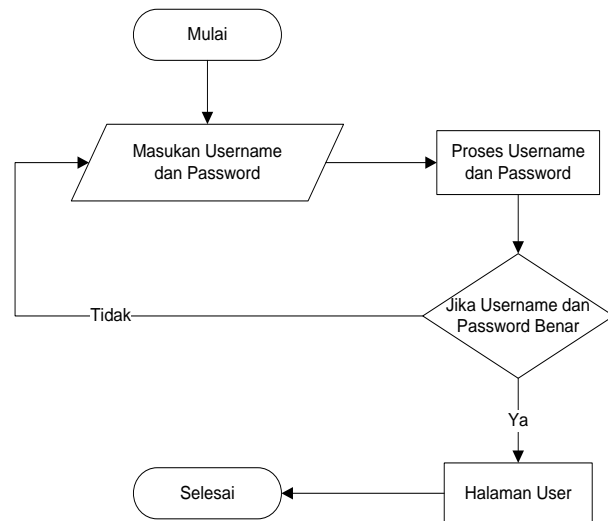 Mulai
Masukan Username
dan Password
Proses Username
dan Password
Jika Username dan
Password Benar
Tidak
Ya
Halaman User
Selesai